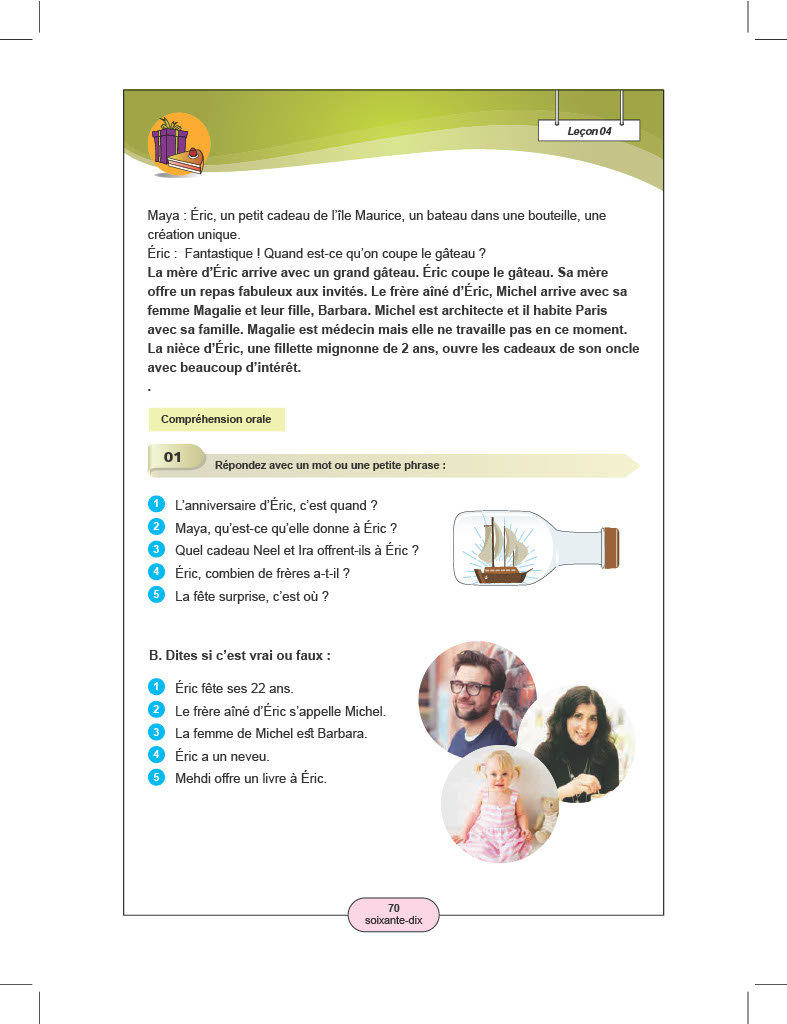 Leçon 04
Maya : Éric, un petit cadeau de l’île Maurice, un bateau dans une bouteille, une
création unique.
Éric : Fantastique ! Quand est-ce qu’on coupe le gâteau ?
La mère d’Éric arrive avec un grand gâteau. Éric coupe le gâteau. Sa mère
offre un repas fabuleux aux invités. Le frère aîné d’Éric, Michel arrive avec sa
femme Magalie et leur fille, Barbara. Michel est architecte et il habite Paris
avec sa famille. Magalie est médecin mais elle ne travaille pas en ce moment.
La nièce d’Éric, une fillette mignonne de 2 ans, ouvre les cadeaux de son oncle
avec beaucoup d’intérêt.
.
Compréhension orale
01 Répondez avec un mot ou une petite phrase :
1 L’anniversaire d’Éric, c’est quand ?
2 Maya, qu’est-ce qu’elle donne à Éric ?
3 Quel cadeau Neel et Ira offrent-ils à Éric ?
4 Éric, combien de frères a-t-il ?
5 La fête surprise, c’est où ?
B. Dites si c’est vrai ou faux :
1 Éric fête ses 22 ans.
2 Le frère aîné d’Éric s’appelle Michel.
3 La femme de Michel est Barbara.
4 Éric a un neveu.
5 Mehdi offre un livre à Éric.
70
soixante-dix